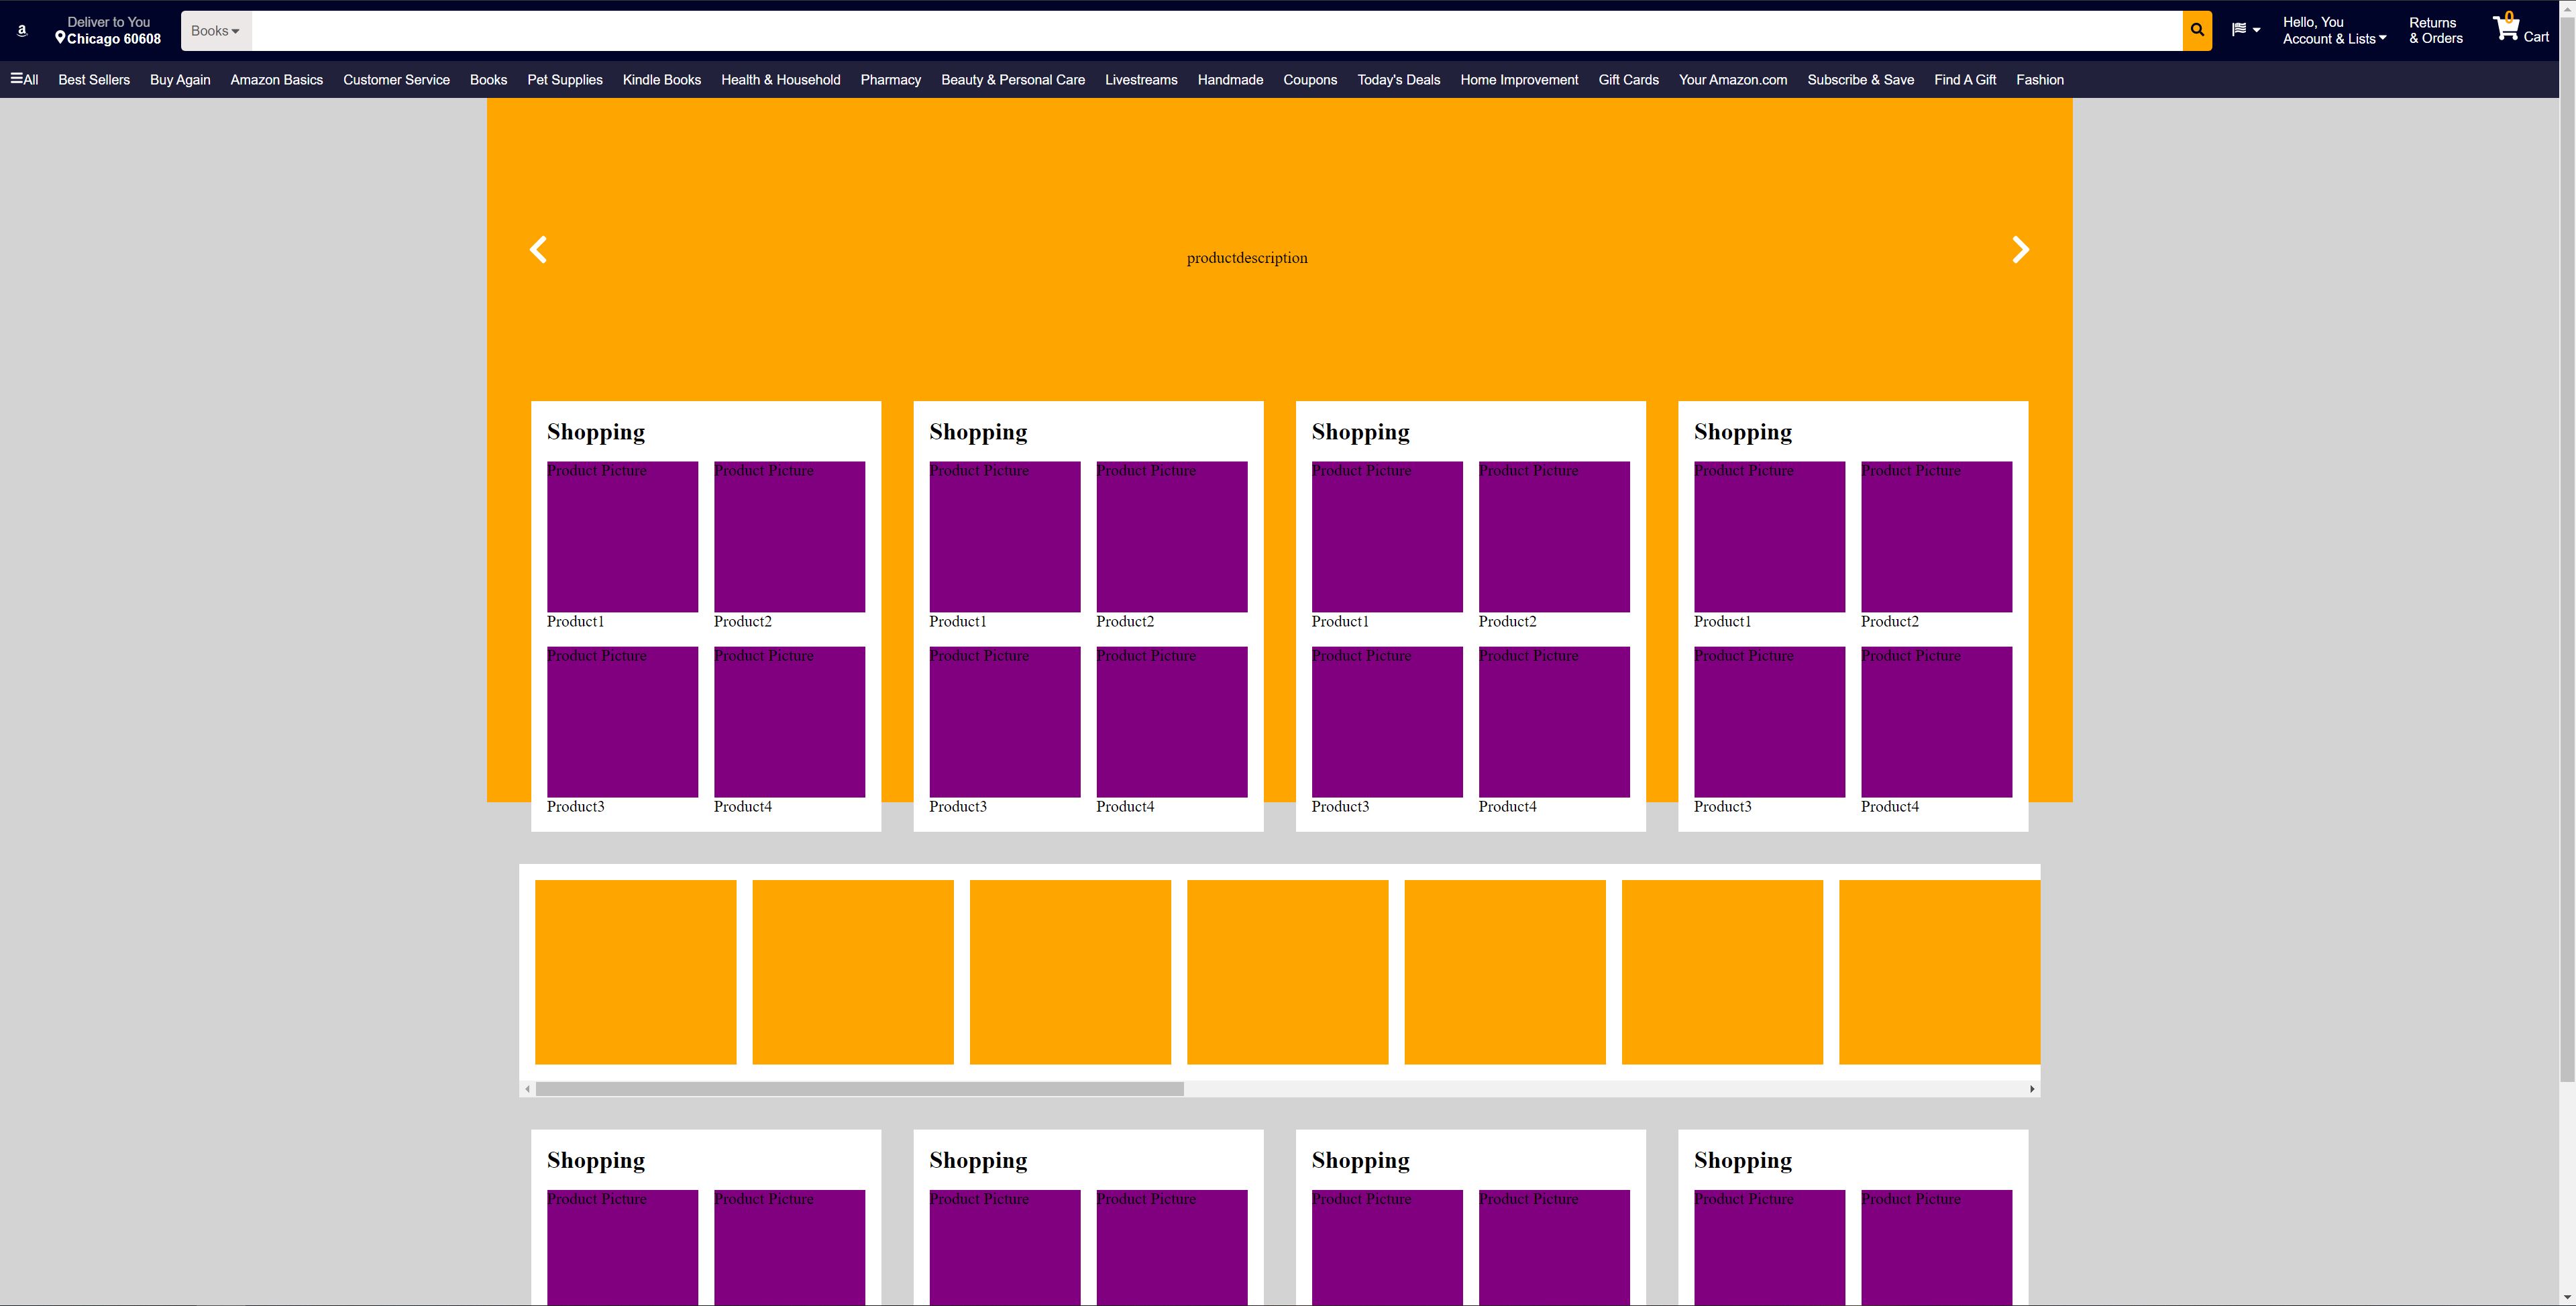 a
Deliver to You
Chicago 60608
Books
Hello, You
Account & Lists
Returns
& Orders
0
Cart
All Best Sellers Buy Again Amazon Basics Customer Service Books Pet Supplies Kindle Books Health & Household Pharmacy Beauty & Personal Care Livestreams Handmade Coupons Today's Deals Home Improvement Gift Cards Your Amazon.com Subscribe & Save Find A Gift Fashion
productdescription
Shopping Shopping Shopping Shopping
Product Picture Product Picture Product Picture Product Picture Product Picture Product Picture Product Picture Product Picture
Product1 Product2 Product1 Product2 Product1 Product2 Product1 Product2
Product Picture Product Picture Product Picture Product Picture Product Picture Product Picture Product Picture Product Picture
Product3 Product4 Product3 Product4 Product3 Product4 Product3 Product4
Shopping Shopping Shopping Shopping
Product Picture Product Picture Product Picture Product Picture Product Picture Product Picture Product Picture Product Picture